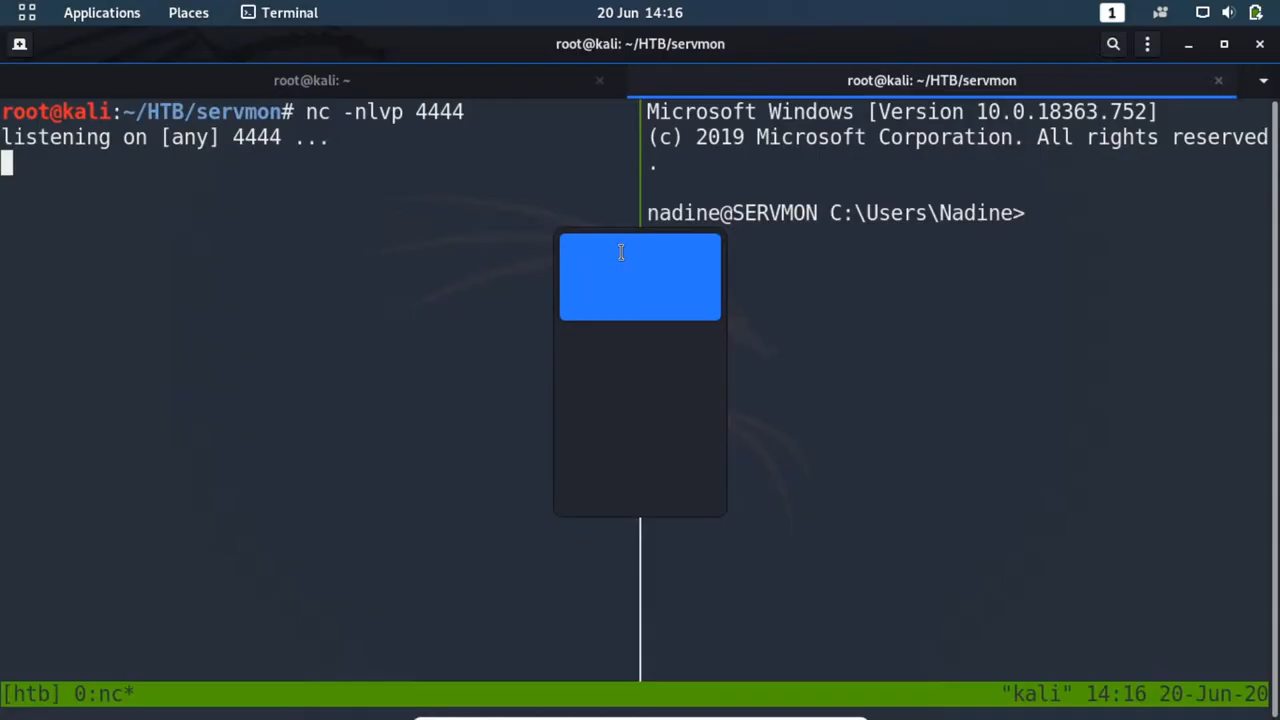 Applications Places Terminal 20 Jun 14:16 1
root@kali: ~/HTB/servmon
root@kali: ~ root@kali: ~/HTB/servmon
root@kali:~/HTB/servmon# nc -nlvp 4444
listening on [any] 4444 ...
Microsoft Windows [Version 10.0.18363.752]
(c) 2019 Microsoft Corporation. All rights reserved
.
nadine@SERVMON C:\Users\Nadine>
[htb] 0:nc* "kali" 14:16 20-Jun-20